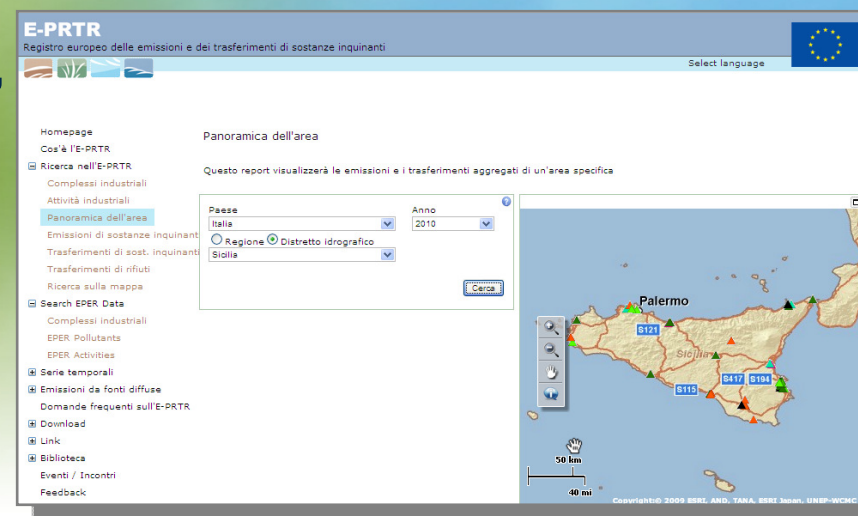 E-PRTR
Registro europeo delle emissioni e dei trasferimenti di sostanze inquinanti
Select language
Homepage
Cos'è l'E-PRTR
Ricerca nell'E-PRTR
Complessi industriali
Attività industriali
Panoramica dell'area
Emissioni di sostanze inquinant
Trasferimenti di sost. inquinanti
Trasferimenti di rifiuti
Ricerca sulla mappa
Search EPER Data
Complessi industriali
EPER Pollutants
EPER Activities
Serie temporali
Emissioni da fonti diffuse
Domande frequenti sull'E-PRTR
Download
Link
Biblioteca
Eventi / Incontri
Feedback
Panoramica dell'area
Questo report visualizzerà le emissioni e i trasferimenti aggregati di un'area specifica
Paese Anno
Italia 2010
Regione Distretto idrografico
Sicilia
Cerca
Palermo
S121
Sicilia
S417 S194
S115
50 km
40 mi
Copyright:© 2009 ESRI, AND, TANA, ESRI Japan, UNEP-WCMC